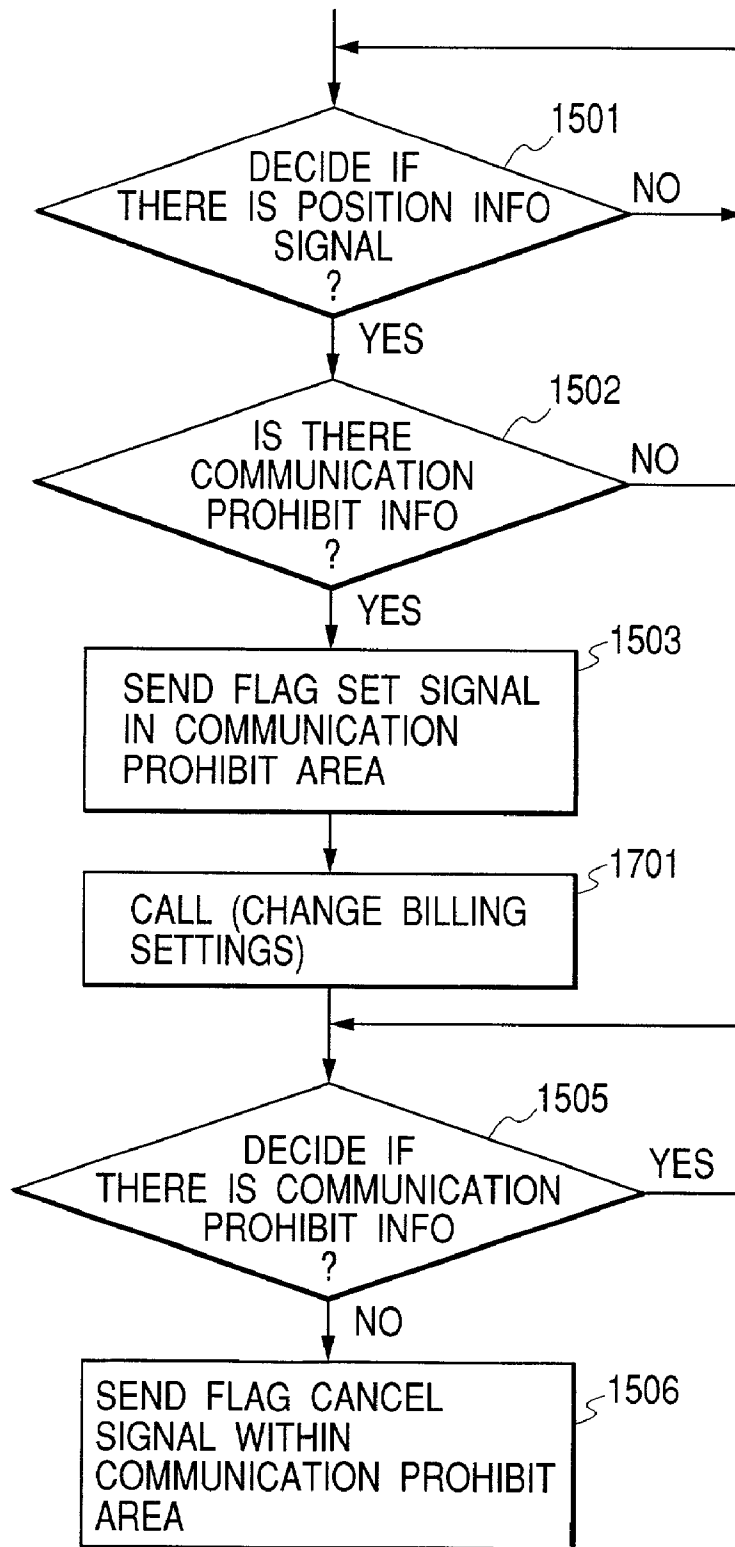 1501
DECIDE IF
THERE IS POSITION INFO
SIGNAL
?
NO
YES
1502
IS THERE
COMMUNICATION
PROHIBIT INFO
?
NO
YES
1503
SEND FLAG SET SIGNAL
IN COMMUNICATION
PROHIBIT AREA
1701
CALL (CHANGE BILLING
SETTINGS)
1505
DECIDE IF
THERE IS COMMUNICATION
PROHIBIT INFO
?
YES
NO
1506
SEND FLAG CANCEL
SIGNAL WITHIN
COMMUNICATION PROHIBIT
AREA